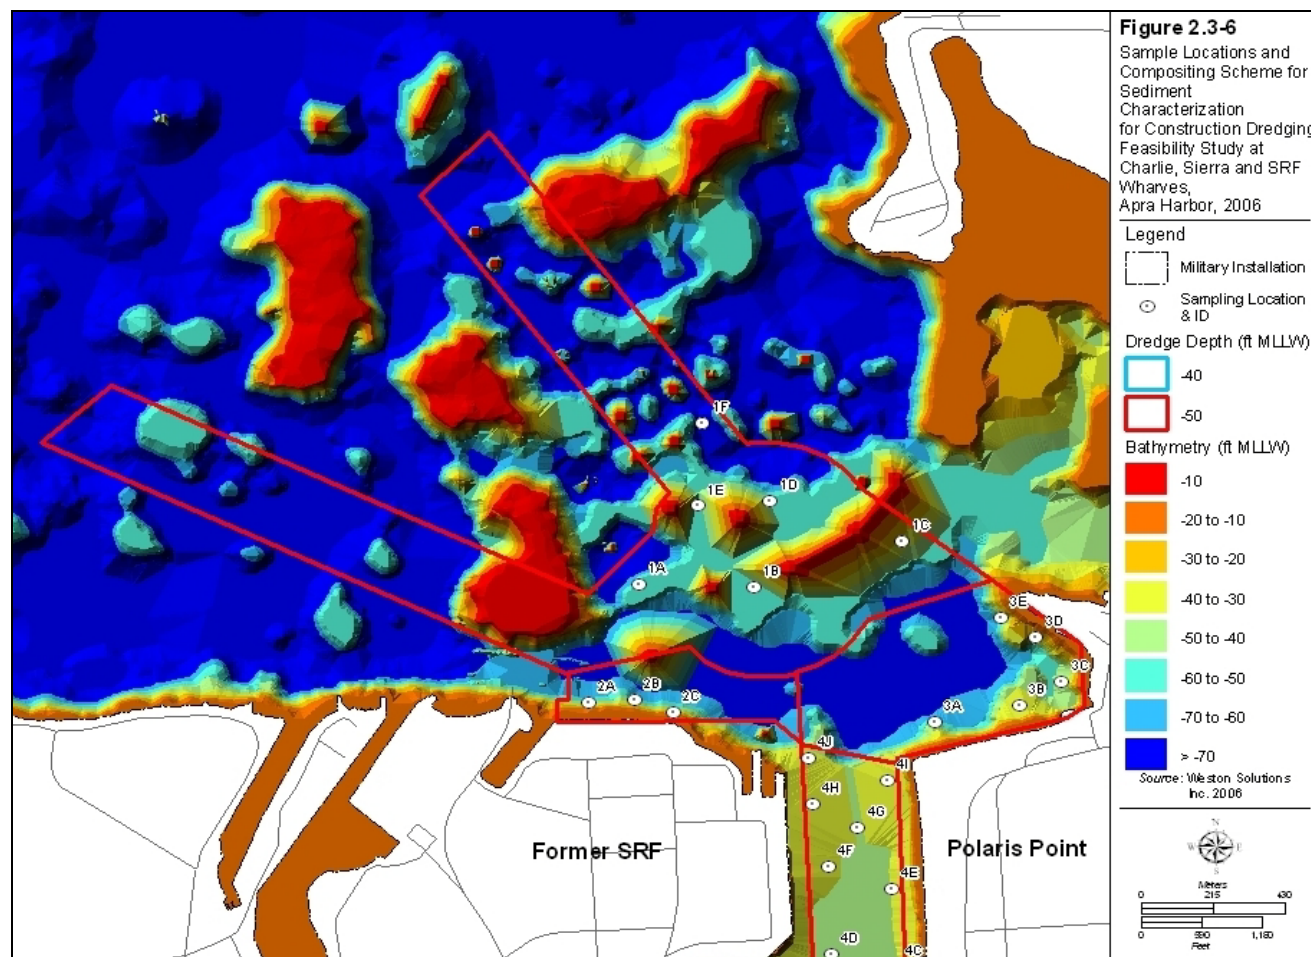 Figure 2.3-6
Sample Locations and
Compositing Scheme for
Sediment
Characterization
for Construction Dredging
Feasibility Study at
Charlie, Sierra and SRF
Wharves,
Apra Harbor, 2006
Legend
Military Installation
Sampling Location
& ID
Dredge Depth (ft MLLW)
-40
-50
Bathymetry (ft MLLW)
-10
-20 to -10
-30 to -20
-40 to -30
-50 to -40
-60 to -50
-70 to -60
> -70
Source: Weston Solutions
Inc. 2006
N
W E
S
Meters
0 215 430
0 590 1,180
Feet
1F
1E
1D
1C
1A
1B
3E
3D
3C
3B
3A
2A
2B
2C
4J
4I
4H
4G
4F
4E
4D
4C
Former SRF
Polaris Point